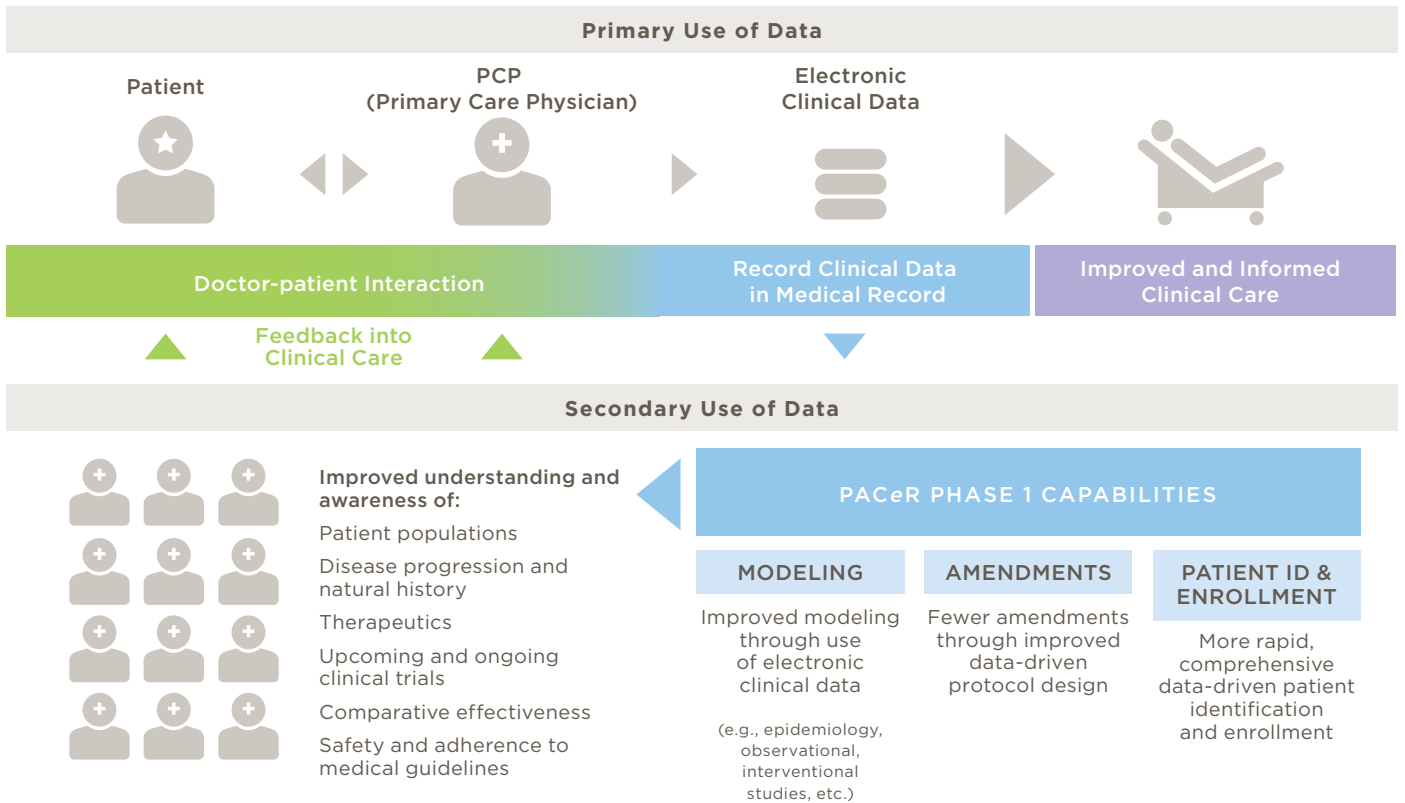 Primary Use of Data
Patient
PCP
(Primary Care Physician)
Electronic
Clinical Data
Doctor-patient Interaction
Record Clinical Data
in Medical Record
Improved and Informed
Clinical Care
Feedback into
Clinical Care
Secondary Use of Data
Improved understanding and
awareness of:
Patient populations
Disease progression and
natural history
Therapeutics
Upcoming and ongoing
clinical trials
Comparative effectiveness
Safety and adherence to
medical guidelines
PACeR PHASE 1 CAPABILITIES
MODELING
Improved modeling
through use
of electronic
clinical data
(e.g., epidemiology,
observational,
interventional
studies, etc.)
AMENDMENTS
Fewer amendments
through improved
data-driven
protocol design
PATIENT ID &
ENROLLMENT
More rapid,
comprehensive
data-driven patient
identification
and enrollment